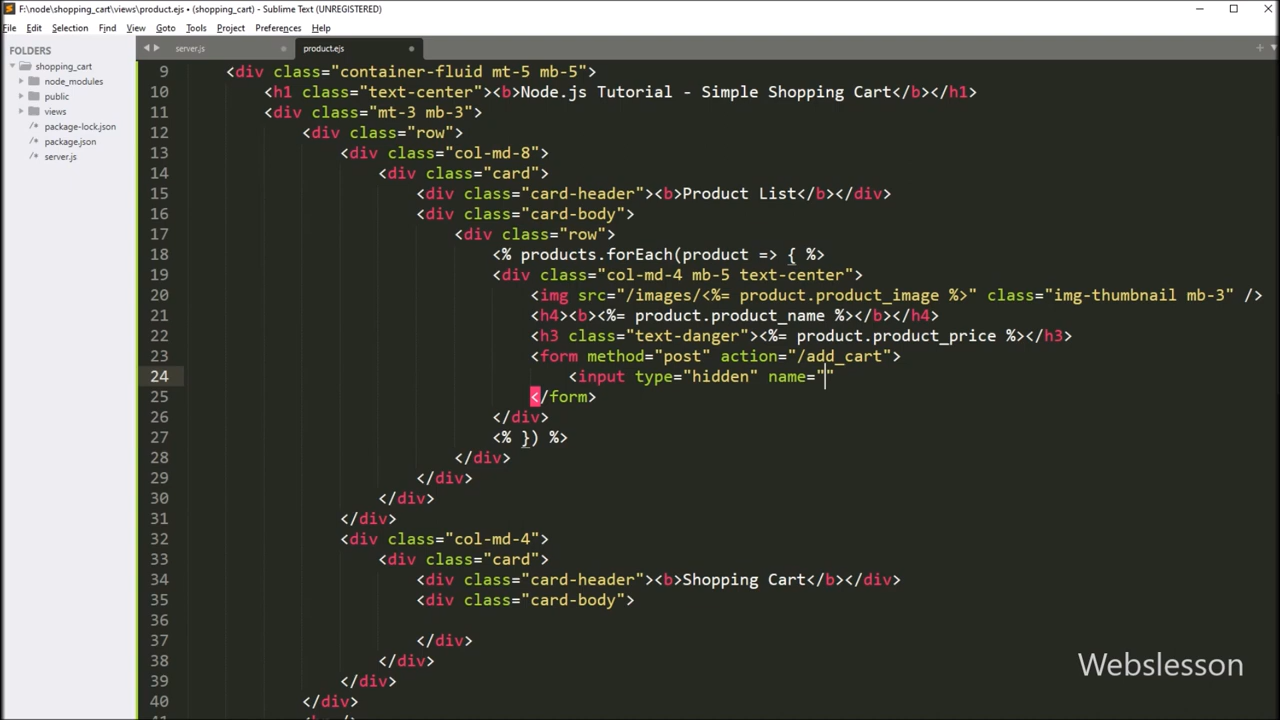 F:\node\shopping_cart\views\product.ejs • (shopping_cart) - Sublime Text (UNREGISTERED)
File Edit Selection Find View Goto Tools Project Preferences Help
FOLDERS
shopping_cart
node_modules
public
views
package-lock.json
package.json
server.js
server.js product.ejs
9 <div class="container-fluid mt-5 mb-5">
10 <h1 class="text-center"><b>Node.js Tutorial - Simple Shopping Cart</b></h1>
11 <div class="mt-3 mb-3">
12 <div class="row">
13 <div class="col-md-8">
14 <div class="card">
15 <div class="card-header"><b>Product List</b></div>
16 <div class="card-body">
17 <div class="row">
18 <% products.forEach(product => { %>
19 <div class="col-md-4 mb-5 text-center">
20 <img src="/images/<%= product.product_image %>" class="img-thumbnail mb-3" />
21 <h4><b><%= product.product_name %></b></h4>
22 <h3 class="text-danger"><%= product.product_price %></h3>
23 <form method="post" action="/add_cart">
24 <input type="hidden" name=""
25 </form>
26 </div>
27 <% }) %>
28 </div>
29 </div>
30 </div>
31 </div>
32 <div class="col-md-4">
33 <div class="card">
34 <div class="card-header"><b>Shopping Cart</b></div>
35 <div class="card-body">
36
37 </div>
38 </div>
39 </div>
40 </div>
Webslesson